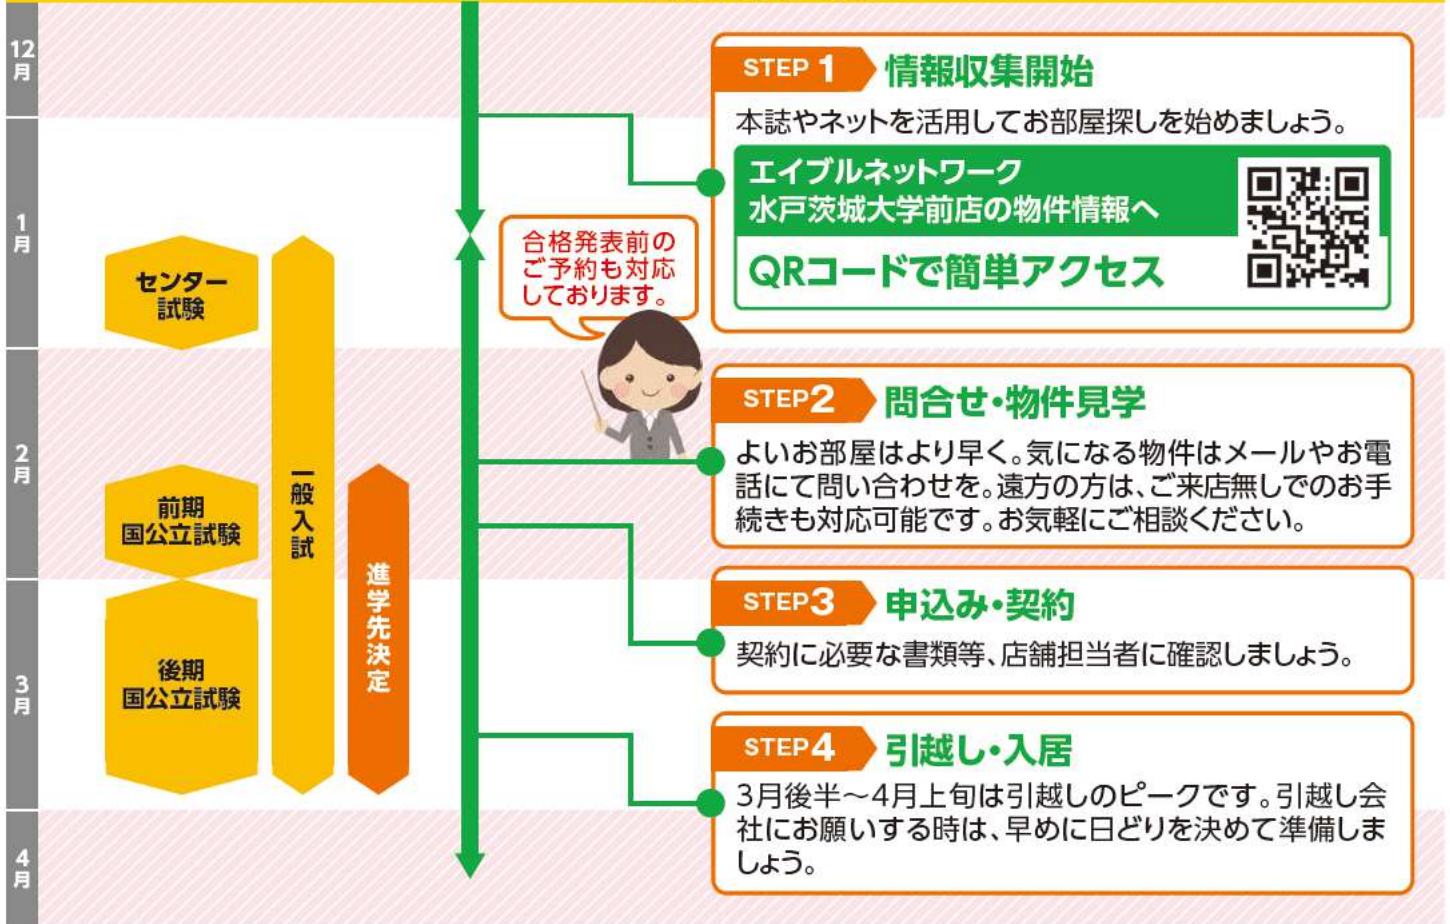 12月
1月
2月
3月
4月
センター
試験
前期
国公立試験
後期
国公立試験
一般入試
進学先決定
合格発表前の
ご予約も対応
しております。
STEP 1 情報収集開始
本誌やネットを活用してお部屋探しを始めましょう。
エイブルネットワーク
水戸茨城大学前店の物件情報へ
QRコードで簡単アクセス
STEP2 問合せ・物件見学
よいお部屋はより早く。気になる物件はメールやお電
話にて問い合わせを。遠方の方は、ご来店無しでのお手
続きも対応可能です。お気軽にご相談ください。
STEP3 申込み・契約
契約に必要な書類等、店舗担当者に確認しましょう。
STEP4 引越し・入居
3月後半～4月上旬は引越しのピークです。引越し会
社にお願いする時は、早めに日どりを決めて準備しま
しょう。